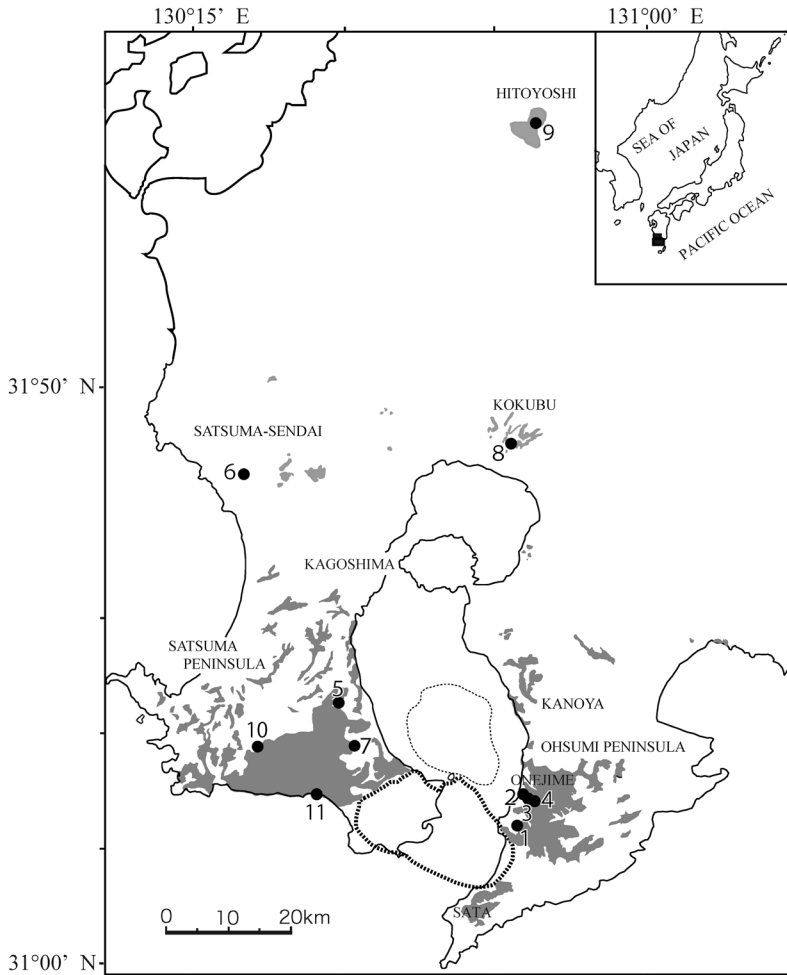 130°15' E
131°00' E
HITOYOSHI
9
SEA OF
JAPAN
PACIFIC OCEAN
31°50' N
KOKUBU
8
SATSUMA-SENDAI
6
KAGOSHIMA
SATSUMA
PENINSULA
5
KANOYA
10
7
OHSUMI PENINSULA
ONEJIME
2
4
11
3
1
0 10 20km
SATA
31°00' N